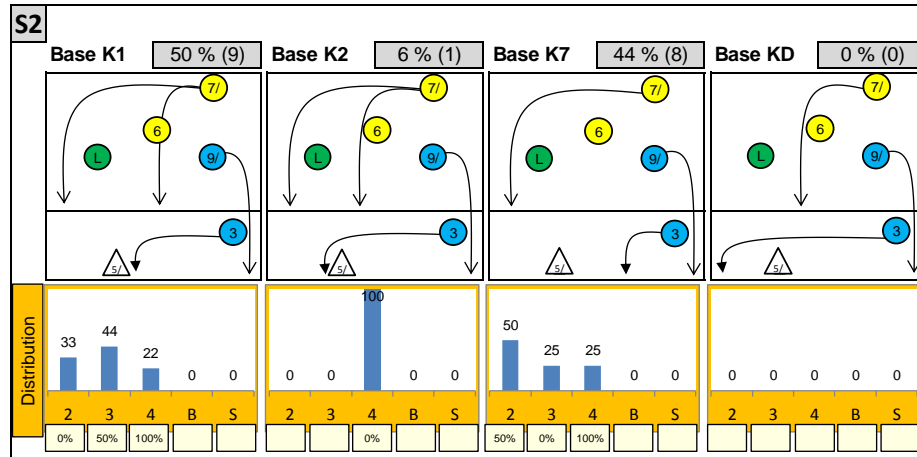 S2
Base K1 50 % (9) Base K2 6 % (1) Base K7 44 % (8) Base KD 0 % (0)
7/ 7/ 7/ 7/
6 6 6 6
L 9/ L 9/ L 9/ L 9/
3 3 3 3
5/ 5/ 5/ 5/
Distribution
33 44 22 0 0 0 0 100 0 0 50 25 25 0 0 0 0 0 0 0
2 3 4 B S 2 3 4 B S 2 3 4 B S 2 3 4 B S
0% 50% 100% 0% 50% 0% 100%